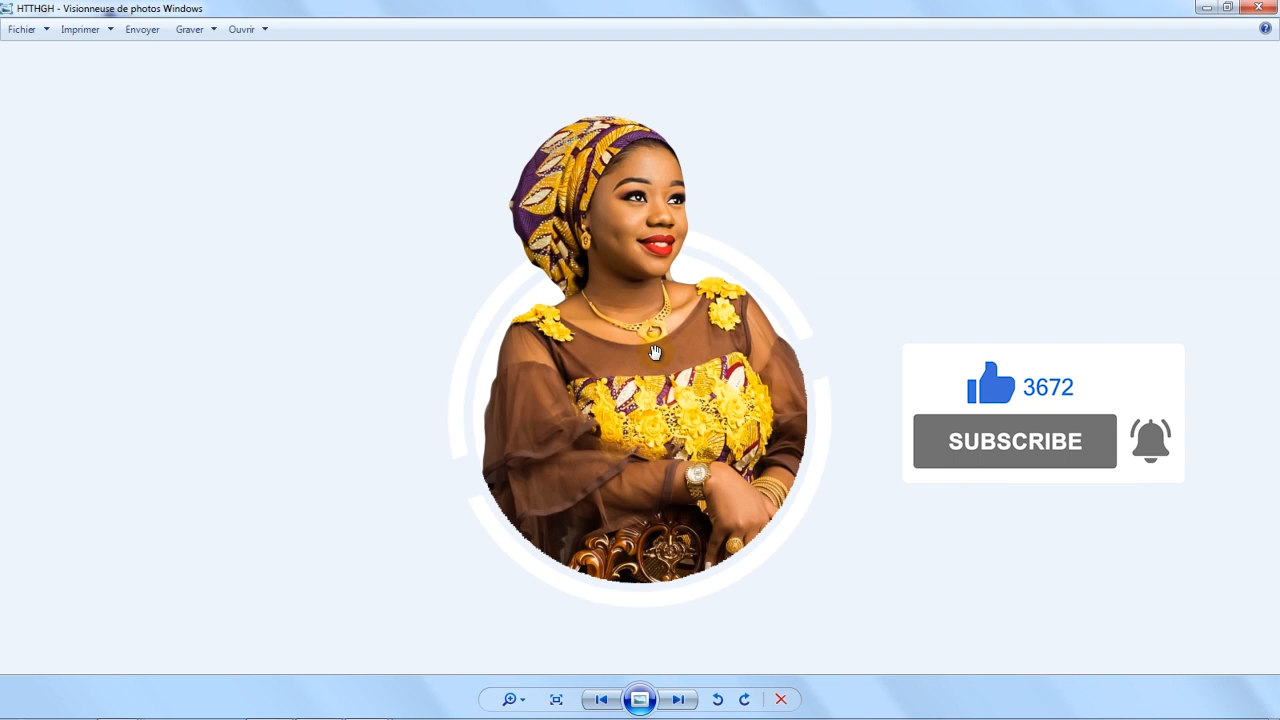 HTTHGH - Visionneuse de photos Windows
Fichier Imprimer Envoyer Graver Ouvrir
3672
SUBSCRIBE